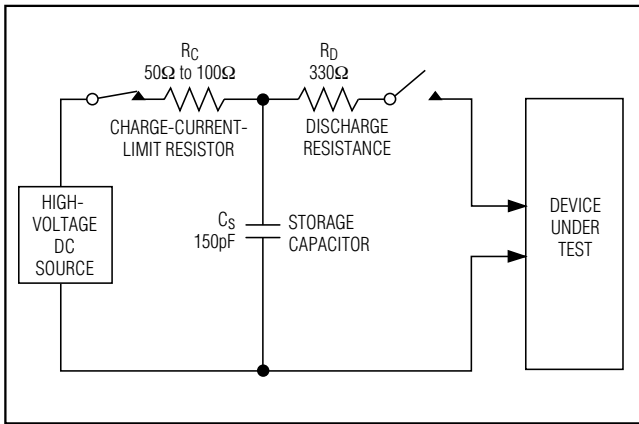 R_C
50Ω to 100Ω
CHARGE-CURRENT-
LIMIT RESISTOR
R_D
330Ω
DISCHARGE
RESISTANCE
HIGH-
VOLTAGE
DC
SOURCE
C_S
150pF
STORAGE
CAPACITOR
DEVICE
UNDER
TEST